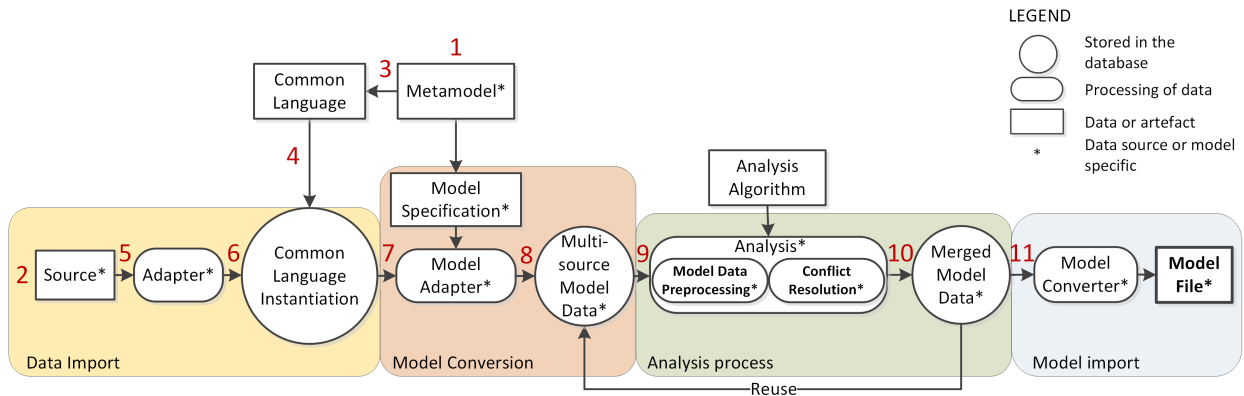 LEGEND
Stored in the
database
Processing of data
Data or artefact
*
Data source or model
specific
1
3
Common
Language
Metamodel*
4
Model
Specification*
Analysis
Algorithm
2
Source*
5
Adapter*
6
Common
Language
Instantiation
7
Model
Adapter*
8
Multi-
source
Model
Data*
9
Analysis*
Model Data
Preprocessing*
Conflict
Resolution*
10
Merged
Model
Data*
11
Model
Converter*
Model
File*
Data Import
Model Conversion
Analysis process
Model import
Reuse